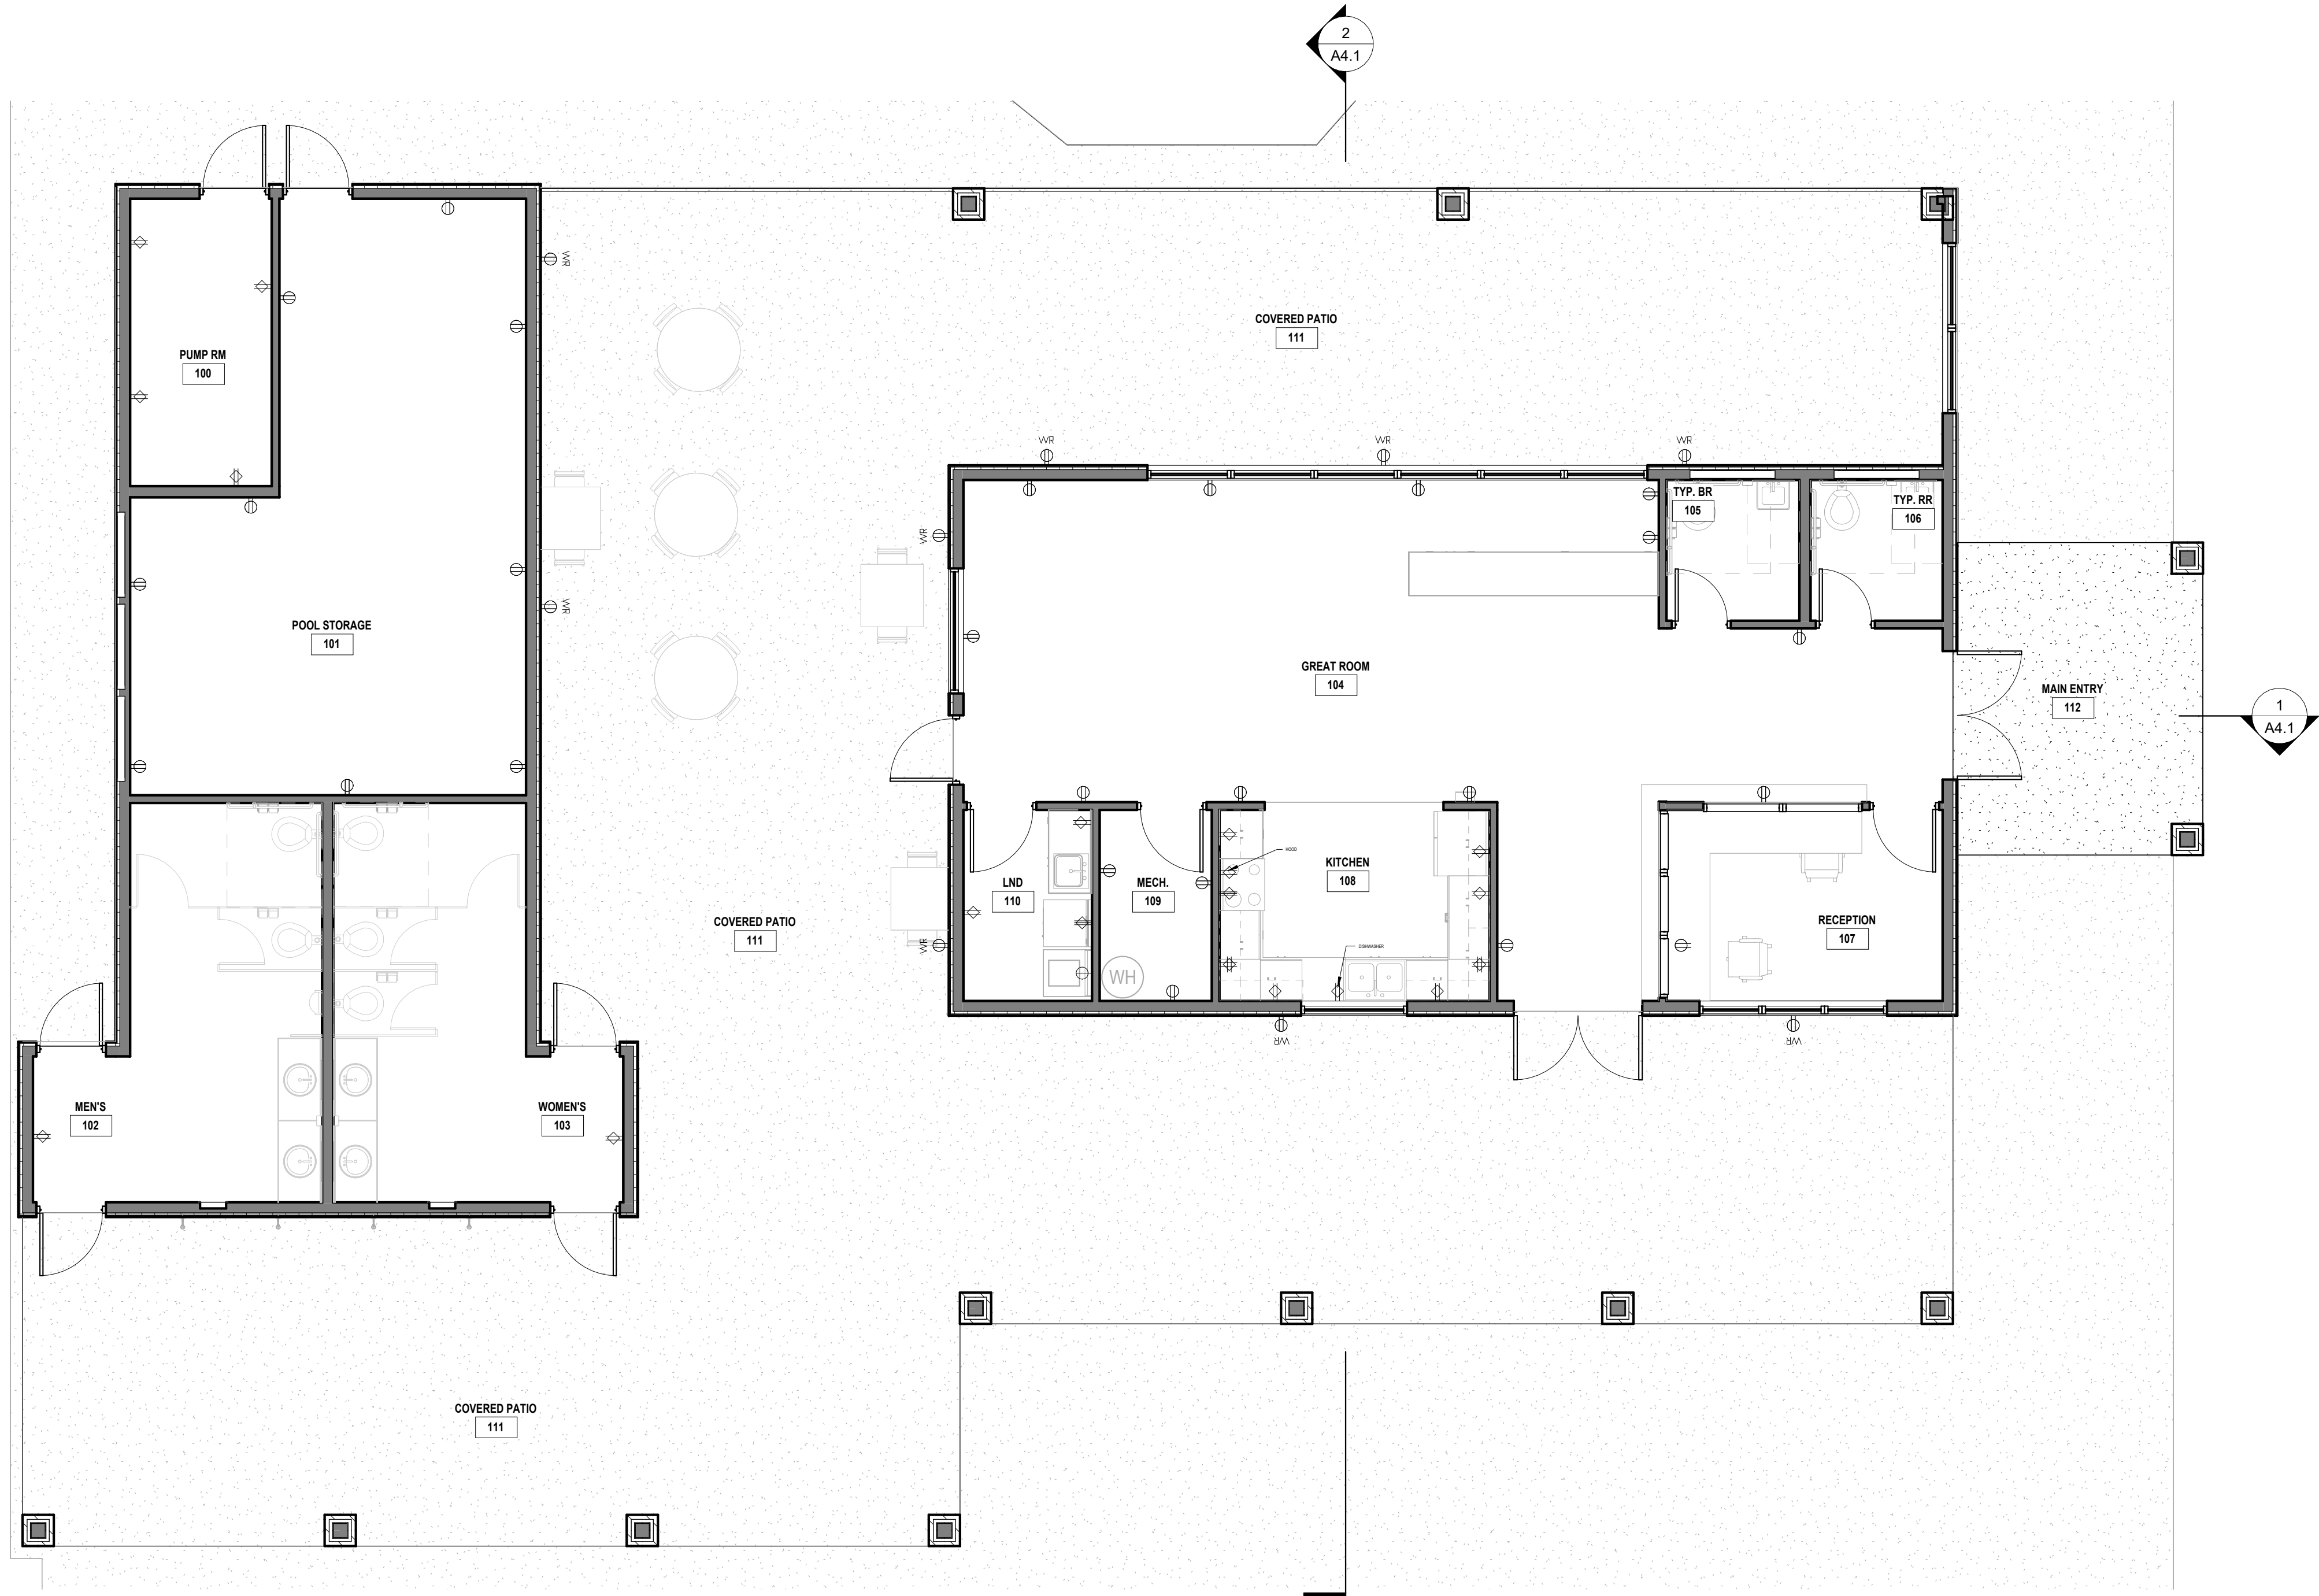 2
A4.1
WR
COVERED PATIO
111
PUMP RM
100
WR
WR
WR
TYP. BR
105
TYP. RR
106
WR
WR
POOL STORAGE
101
GREAT ROOM
104
MAIN ENTRY
112
1
A4.1
HOOD
KITCHEN
108
LND
110
MECH.
109
COVERED PATIO
111
RECEPTION
107
WR
DISHWASHER
WH
WR
WR
MEN'S
102
WOMEN'S
103
COVERED PATIO
111